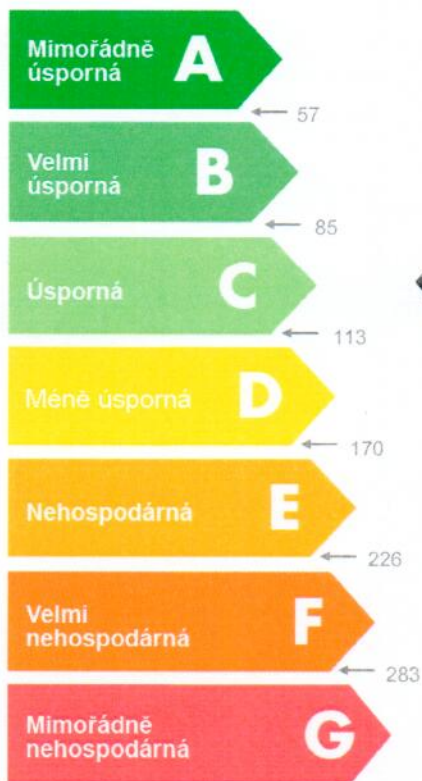 Mimořádně
úsporná
A
57
Velmi
úsporná
B
85
Úsporná
C
113
Méně úsporná
D
170
Nehospodárná
E
226
Velmi
nehospodárná
F
283
Mimořádně
nehospodárná
G